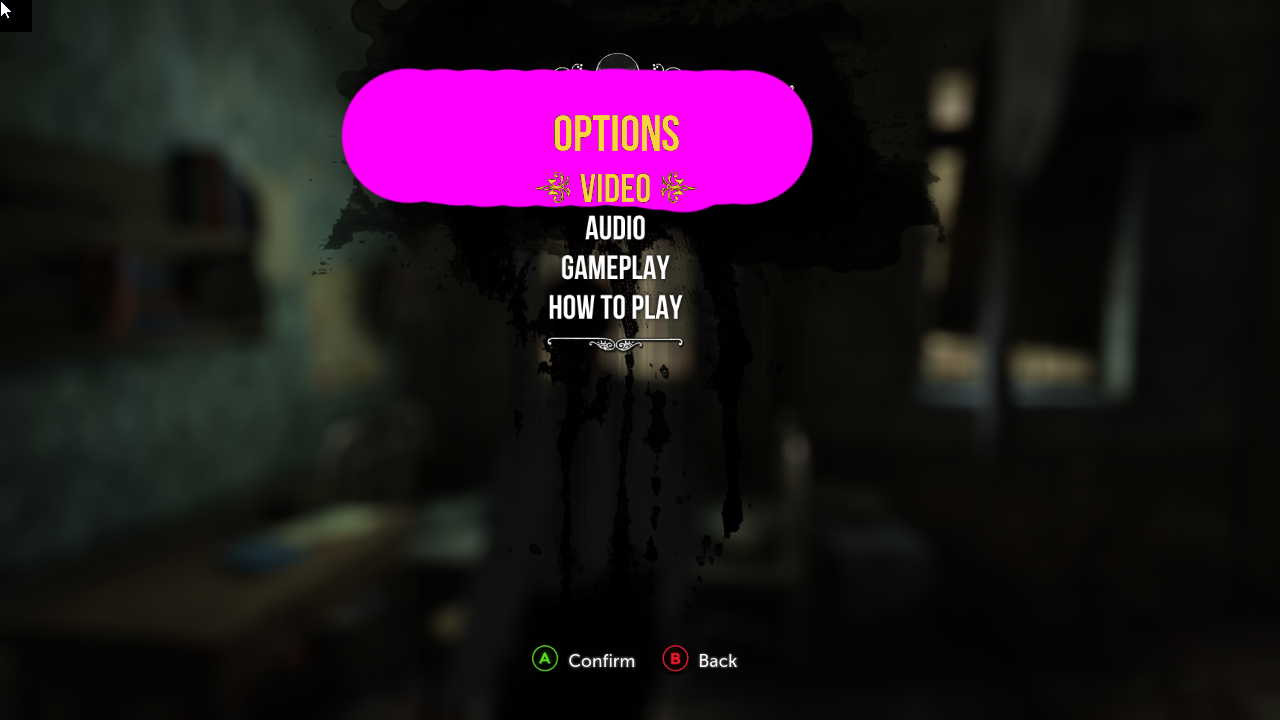 OPTIONS
VIDEO
AUDIO
GAMEPLAY
HOW TO PLAY
A Confirm B Back